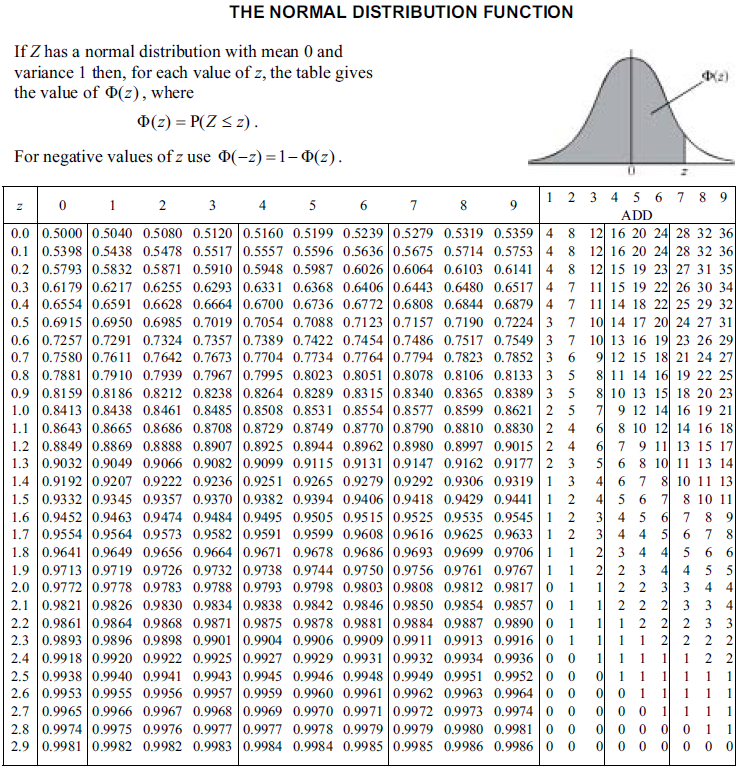 THE NORMAL DISTRIBUTION FUNCTION
If Z has a normal distribution with mean 0 and
variance 1 then, for each value of z, the table gives
the value of Φ(z), where
Φ(z) = P(Z ≤ z).
For negative values of z use Φ(−z) = 1 − Φ(z).
Φ(z)
0 z
z 0 1 2 3 4 5 6 7 8 9 1 2 3 4 5 6 7 8 9
ADD
0.0 0.5000 0.5040 0.5080 0.5120 0.5160 0.5199 0.5239 0.5279 0.5319 0.5359 4 8 12 16 20 24 28 32 36
0.1 0.5398 0.5438 0.5478 0.5517 0.5557 0.5596 0.5636 0.5675 0.5714 0.5753 4 8 12 16 20 24 28 32 36
0.2 0.5793 0.5832 0.5871 0.5910 0.5948 0.5987 0.6026 0.6064 0.6103 0.6141 4 8 12 15 19 23 27 31 35
0.3 0.6179 0.6217 0.6255 0.6293 0.6331 0.6368 0.6406 0.6443 0.6480 0.6517 4 7 11 15 19 22 26 30 34
0.4 0.6554 0.6591 0.6628 0.6664 0.6700 0.6736 0.6772 0.6808 0.6844 0.6879 4 7 11 14 18 22 25 29 32
0.5 0.6915 0.6950 0.6985 0.7019 0.7054 0.7088 0.7123 0.7157 0.7190 0.7224 3 7 10 14 17 20 24 27 31
0.6 0.7257 0.7291 0.7324 0.7357 0.7389 0.7422 0.7454 0.7486 0.7517 0.7549 3 7 10 13 16 19 23 26 29
0.7 0.7580 0.7611 0.7642 0.7673 0.7704 0.7734 0.7764 0.7794 0.7823 0.7852 3 6 9 12 15 18 21 24 27
0.8 0.7881 0.7910 0.7939 0.7967 0.7995 0.8023 0.8051 0.8078 0.8106 0.8133 3 5 8 11 14 16 19 22 25
0.9 0.8159 0.8186 0.8212 0.8238 0.8264 0.8289 0.8315 0.8340 0.8365 0.8389 3 5 8 10 13 15 18 20 23
1.0 0.8413 0.8438 0.8461 0.8485 0.8508 0.8531 0.8554 0.8577 0.8599 0.8621 2 5 7 9 12 14 16 19 21
1.1 0.8643 0.8665 0.8686 0.8708 0.8729 0.8749 0.8770 0.8790 0.8810 0.8830 2 4 6 8 10 12 14 16 18
1.2 0.8849 0.8869 0.8888 0.8907 0.8925 0.8944 0.8962 0.8980 0.8997 0.9015 2 4 6 7 9 11 13 15 17
1.3 0.9032 0.9049 0.9066 0.9082 0.9099 0.9115 0.9131 0.9147 0.9162 0.9177 2 3 5 6 8 10 11 13 14
1.4 0.9192 0.9207 0.9222 0.9236 0.9251 0.9265 0.9279 0.9292 0.9306 0.9319 1 3 4 6 7 8 10 11 13
1.5 0.9332 0.9345 0.9357 0.9370 0.9382 0.9394 0.9406 0.9418 0.9429 0.9441 1 2 4 5 6 7 8 10 11
1.6 0.9452 0.9463 0.9474 0.9484 0.9495 0.9505 0.9515 0.9525 0.9535 0.9545 1 2 3 4 5 6 7 8 9
1.7 0.9554 0.9564 0.9573 0.9582 0.9591 0.9599 0.9608 0.9616 0.9625 0.9633 1 2 3 4 4 5 6 7 8
1.8 0.9641 0.9649 0.9656 0.9664 0.9671 0.9678 0.9686 0.9693 0.9699 0.9706 1 1 2 3 4 4 5 6 6
1.9 0.9713 0.9719 0.9726 0.9732 0.9738 0.9744 0.9750 0.9756 0.9761 0.9767 1 1 2 2 3 4 4 5 5
2.0 0.9772 0.9778 0.9783 0.9788 0.9793 0.9798 0.9803 0.9808 0.9812 0.9817 0 1 1 2 2 3 3 4 4
2.1 0.9821 0.9826 0.9830 0.9834 0.9838 0.9842 0.9846 0.9850 0.9854 0.9857 0 1 1 2 2 2 3 3 4
2.2 0.9861 0.9864 0.9868 0.9871 0.9875 0.9878 0.9881 0.9884 0.9887 0.9890 0 1 1 1 2 2 2 3 3
2.3 0.9893 0.9896 0.9898 0.9901 0.9904 0.9906 0.9909 0.9911 0.9913 0.9916 0 1 1 1 1 2 2 2 2
2.4 0.9918 0.9920 0.9922 0.9925 0.9927 0.9929 0.9931 0.9932 0.9934 0.9936 0 0 1 1 1 1 1 2 2
2.5 0.9938 0.9940 0.9941 0.9943 0.9945 0.9946 0.9948 0.9949 0.9951 0.9952 0 0 0 1 1 1 1 1 1
2.6 0.9953 0.9955 0.9956 0.9957 0.9959 0.9960 0.9961 0.9962 0.9963 0.9964 0 0 0 0 1 1 1 1 1
2.7 0.9965 0.9966 0.9967 0.9968 0.9969 0.9970 0.9971 0.9972 0.9973 0.9974 0 0 0 0 0 1 1 1 1
2.8 0.9974 0.9975 0.9976 0.9977 0.9977 0.9978 0.9979 0.9979 0.9980 0.9981 0 0 0 0 0 0 0 1 1
2.9 0.9981 0.9982 0.9982 0.9983 0.9984 0.9984 0.9985 0.9985 0.9986 0.9986 0 0 0 0 0 0 0 0 0